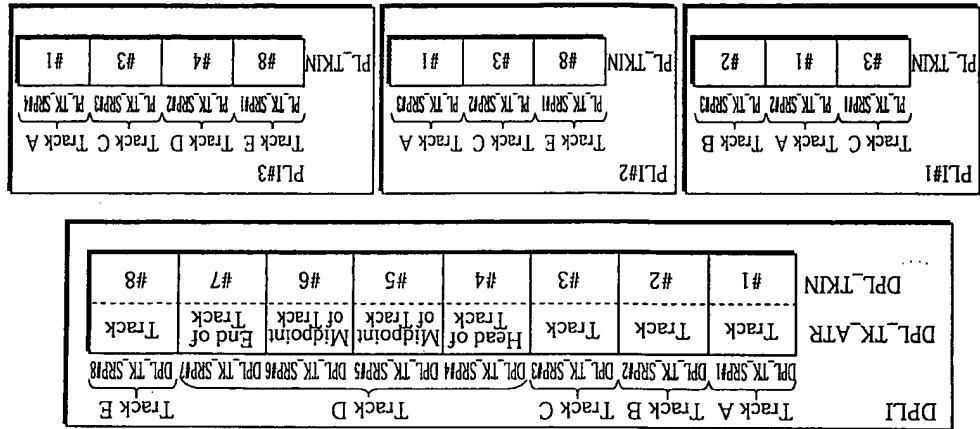 DPLI
Track A Track B Track C Track D Track E
DPL_TK_SRP#1 DPL_TK_SRP#2 DPL_TK_SRP#3 DPL_TK_SRP#4 DPL_TK_SRP#5 DPL_TK_SRP#6 DPL_TK_SRP#7 DPL_TK_SRP#8
DPL_TK_ATR Track Track Track Head of Track Midpoint of Track Midpoint of Track End of Track Track
DPL_TKIN #1 #2 #3 #4 #5 #6 #7 #8
PLI#1
Track C Track A Track B
PL_TK_SRP#1 PL_TK_SRP#2 PL_TK_SRP#3
PL_TKIN #3 #1 #2
PLI#2
Track E Track C Track A
PL_TK_SRP#1 PL_TK_SRP#2 PL_TK_SRP#3
PL_TKIN #8 #3 #1
PLI#3
Track E Track D Track C Track A
PL_TK_SRP#1 PL_TK_SRP#2 PL_TK_SRP#3 PL_TK_SRP#4
PL_TKIN #8 #4 #3 #1